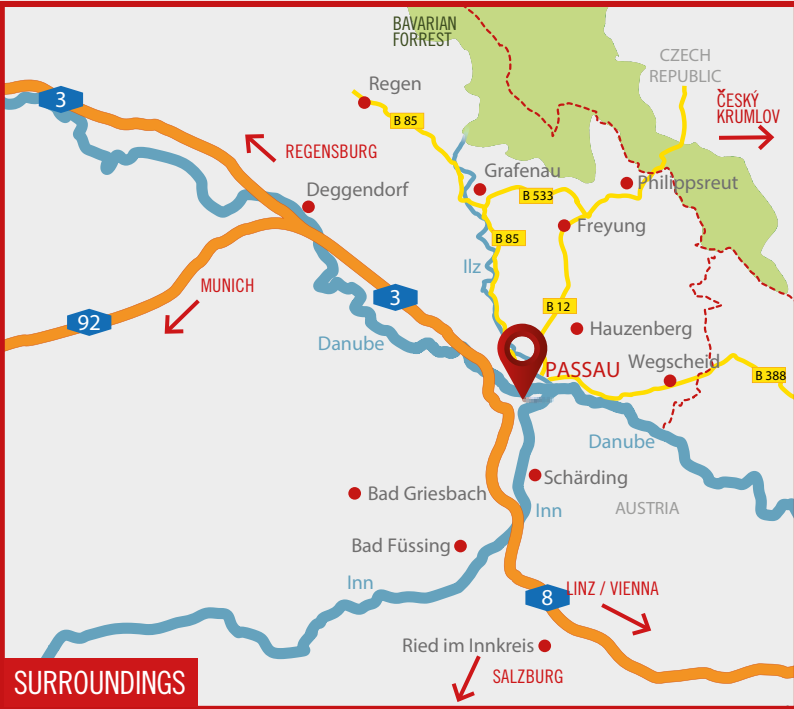 BAVARIAN
FORREST
CZECH
REPUBLIC
ČESKÝ
KRUMLOV
3
Regen
B 85
REGENSBURG
Grafenau
Philippsreut
Deggendorf
B 533
Freyung
B 85
Ilz
MUNICH
3
B 12
92
Hauzenberg
Danube
Wegscheid
PASSAU
B 388
Danube
Schärding
Bad Griesbach
Inn
AUSTRIA
Bad Füssing
Inn
LINZ / VIENNA
8
Ried im Innkreis
SALZBURG
SURROUNDINGS